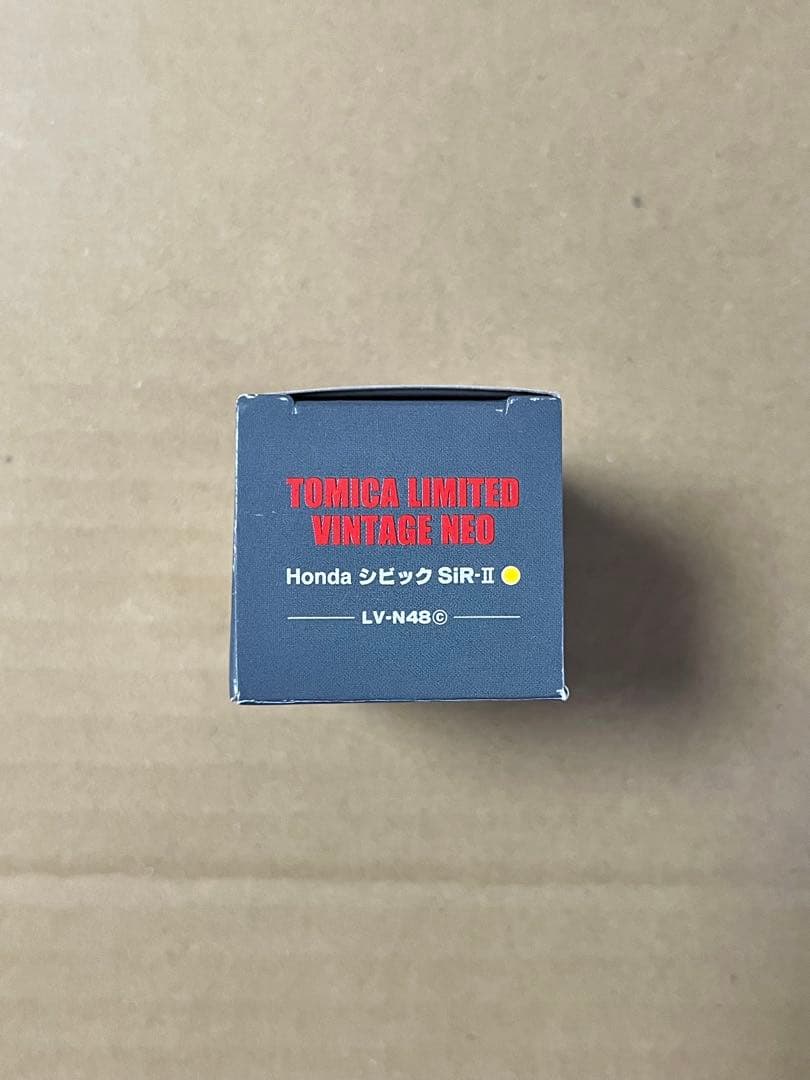 TOMICA LIMITED
VINTAGE NEO
Honda シビック SiR-II
LV-N48©